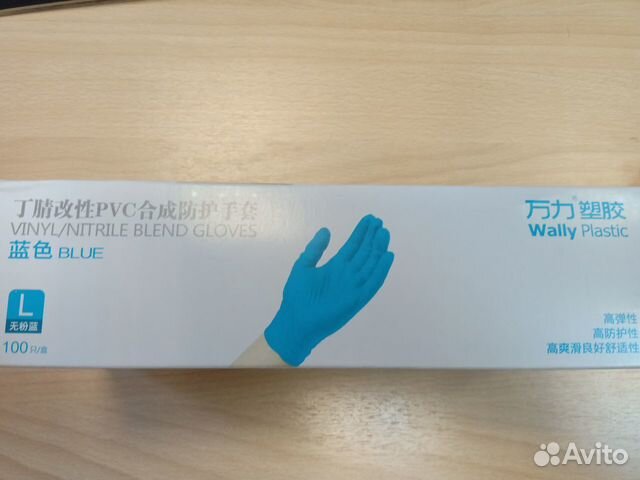 丁腈改性PVC合成防护手套
VINYL/NITRILE BLEND GLOVES
蓝色 BLUE
L
无粉蓝
100只/盒
万力® 塑胶
Wally Plastic
高弹性
高防护性
高爽滑良好舒适性
Avito